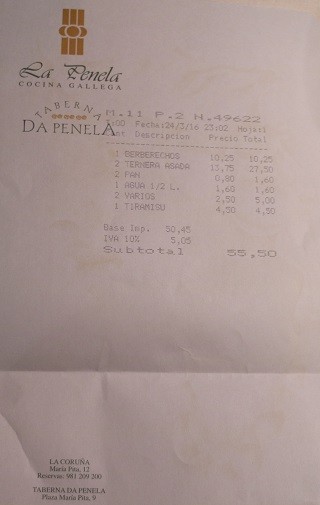 La Penela
COCINA GALLEGA
TABERNA
DA PENELA
M.11 P.2 N.49622
Fecha:24/3/16 23:02 Hoja:1
Descripcion Precio Total
1 BERBERECHOS 10,25 10,25
2 TERNERA ASADA 13,75 27,50
2 PAN 0,80 1,60
1 AGUA 1/2 L. 1,60 1,60
2 VARIOS 2,50 5,00
1 TIRAMISU 4,50 4,50
Base Imp. 50,45
IVA 10% 5,05
Subtotal 55,50
LA CORUÑA
María Pita, 12
Reservas: 981 209 200
TABERNA DA PENELA
Plaza María Pita, 9